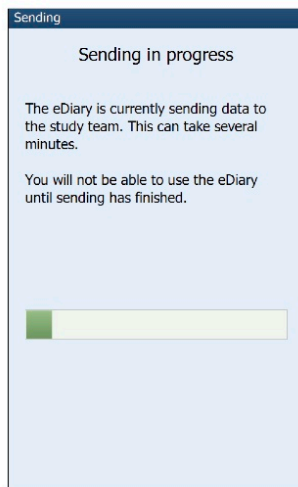 Sending
Sending in progress
The eDiary is currently sending data to
the study team. This can take several
minutes.
You will not be able to use the eDiary
until sending has finished.